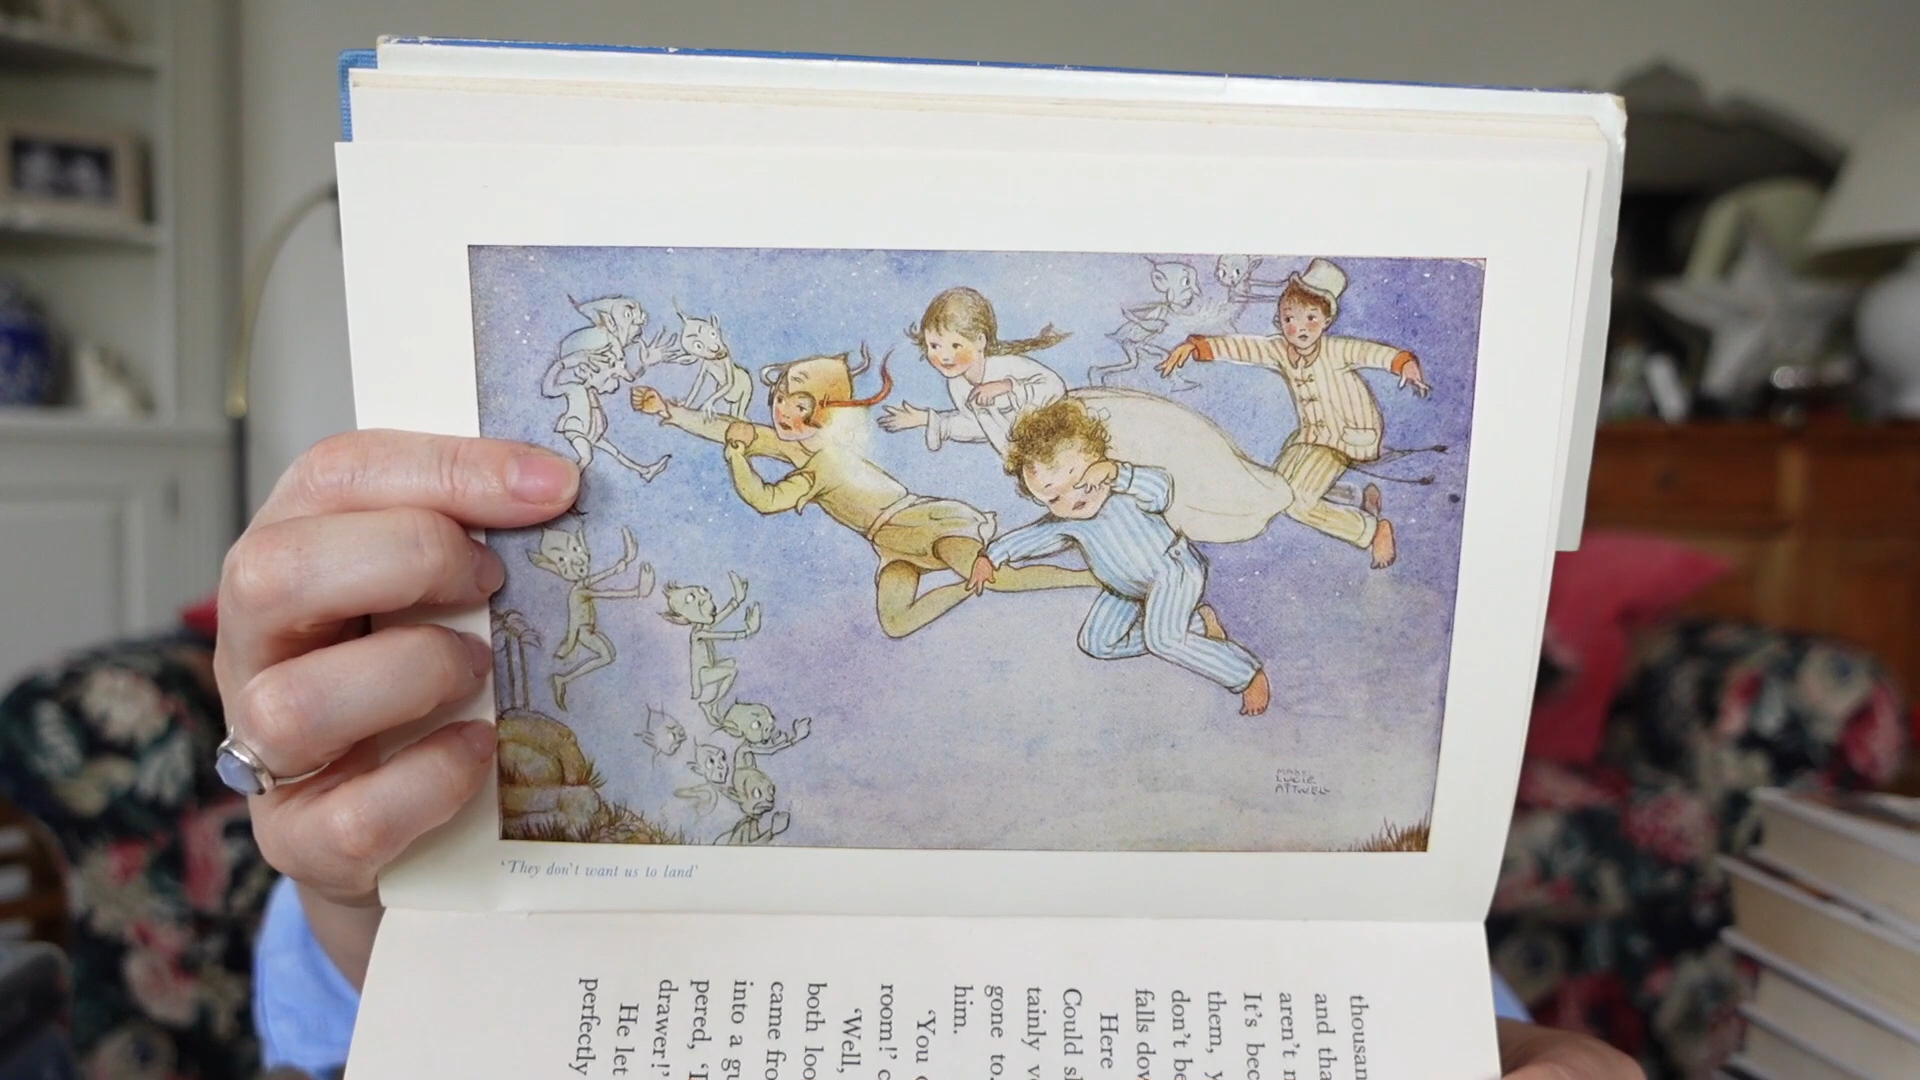 MABEL
LUCIE
ATTWELL
'They don't want us to land'
thousan
and tha
aren't
It's bec
them,
don't be
falls dow
Here
Could sh
tainly
gone to.
him.
'You
room!'
'Well,
both loo
came fro
into a gu
pered,
drawer!'
He let
perfectly